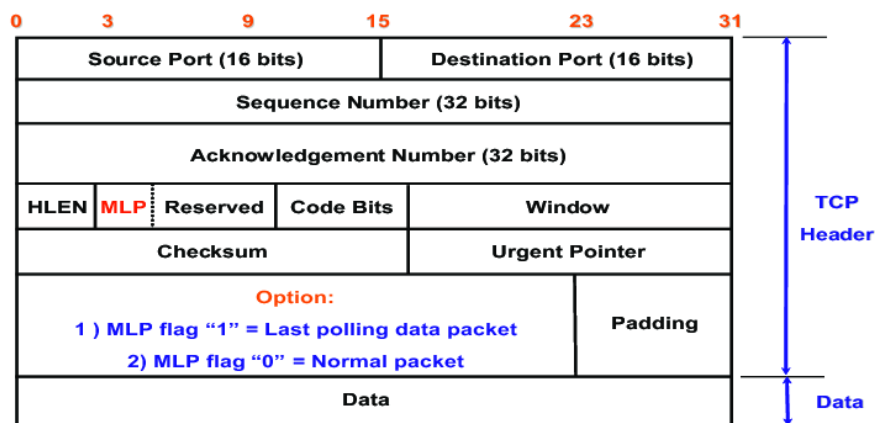 0 3 9 15 23 31
Source Port (16 bits) Destination Port (16 bits)
Sequence Number (32 bits)
Acknowledgement Number (32 bits)
HLEN MLP Reserved Code Bits Window
Checksum Urgent Pointer
Option:
1 ) MLP flag “1” = Last polling data packet
2) MLP flag “0” = Normal packet
Padding
Data
TCP
Header
Data